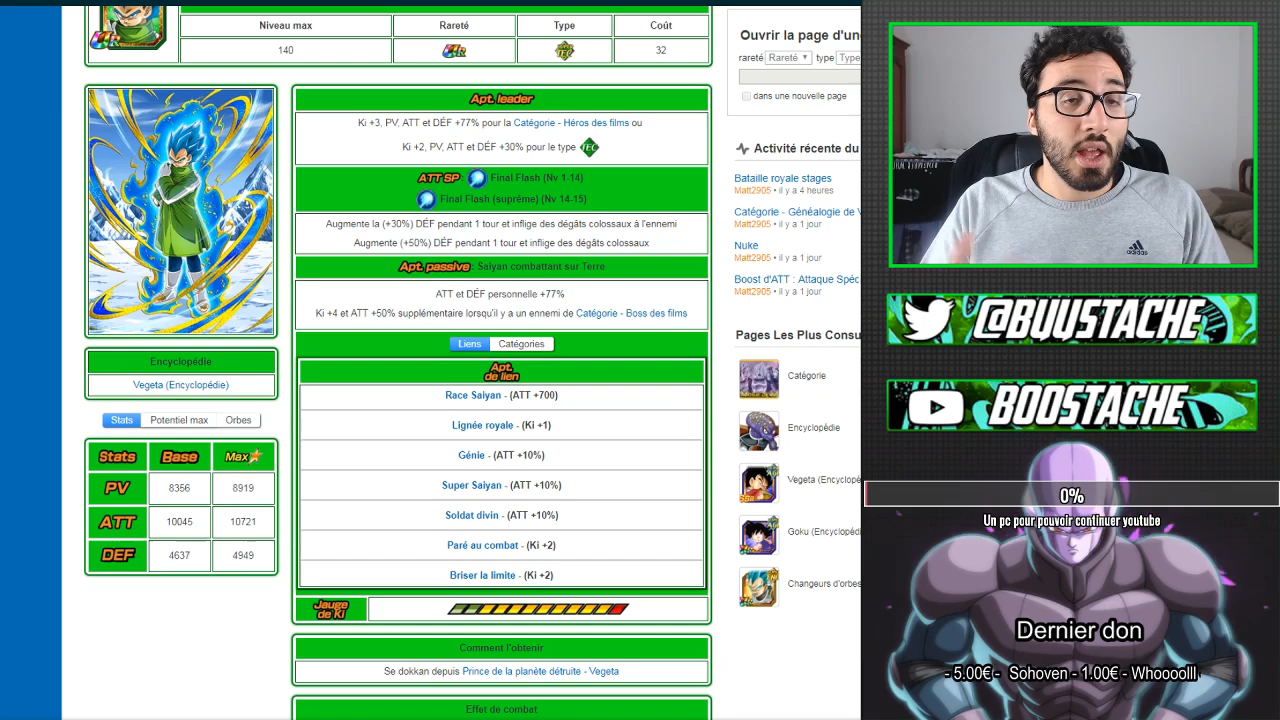 Niveau max
Rareté
Type
Coût
140
UR
SUPER TEC
32
Apt. leader
Ki +3, PV, ATT et DÉF +77% pour la Catégorie - Héros des films ou
Ki +2, PV, ATT et DÉF +30% pour le type TEC
ATT SP : Final Flash (Nv 1-14)
Final Flash (suprême) (Nv 14-15)
Augmente la (+30%) DÉF pendant 1 tour et inflige des dégâts colossaux à l'ennemi
Augmente (+50%) DÉF pendant 1 tour et inflige des dégâts colossaux
Apt. passive : Saiyan combattant sur Terre
ATT et DÉF personelle +77%
Ki +4 et ATT +50% supplémentaire lorsqu'il y a un ennemi de Catégorie - Boss des films
Liens Catégories
Apt. de lien
Race Saiyan - (ATT +700)
Lignée royale - (Ki +1)
Génie - (ATT +10%)
Super Saiyan - (ATT +10%)
Soldat divin - (ATT +10%)
Paré au combat - (Ki +2)
Briser la limite - (Ki +2)
Jauge de Ki
Comment l'obtenir
Se dokkan depuis Prince de la planète détruite - Vegeta
Effet de combat
Encyclopédie
Vegeta (Encyclopédie)
Stats Potentiel max Orbes
Stats Base Max
PV 8356 8919
ATT 10045 10721
DEF 4637 4949
Ouvrir la page d'un
rareté Rareté type Type
dans une nouvelle page
Activité récente du
Bataille royale stages
Matt2905 • il y a 4 heures
Catégorie - Généalogie de V
Matt2905 • il y a 1 jour
Nuke
Matt2905 • il y a 1 jour
Boost d'ATT : Attaque Spéc
Matt2905 • il y a 1 jour
Pages Les Plus Consu
Catégorie
Encyclopédie
Vegeta (Encyclopé
Goku (Encyclopédi
Changeurs d'orbes
adidas
@BUUSTACHE
BOOSTACHE
0%
Un pc pour pouvoir continuer youtube
Dernier don
- 5.00€ - Sohoven - 1.00€ - Whoooolll